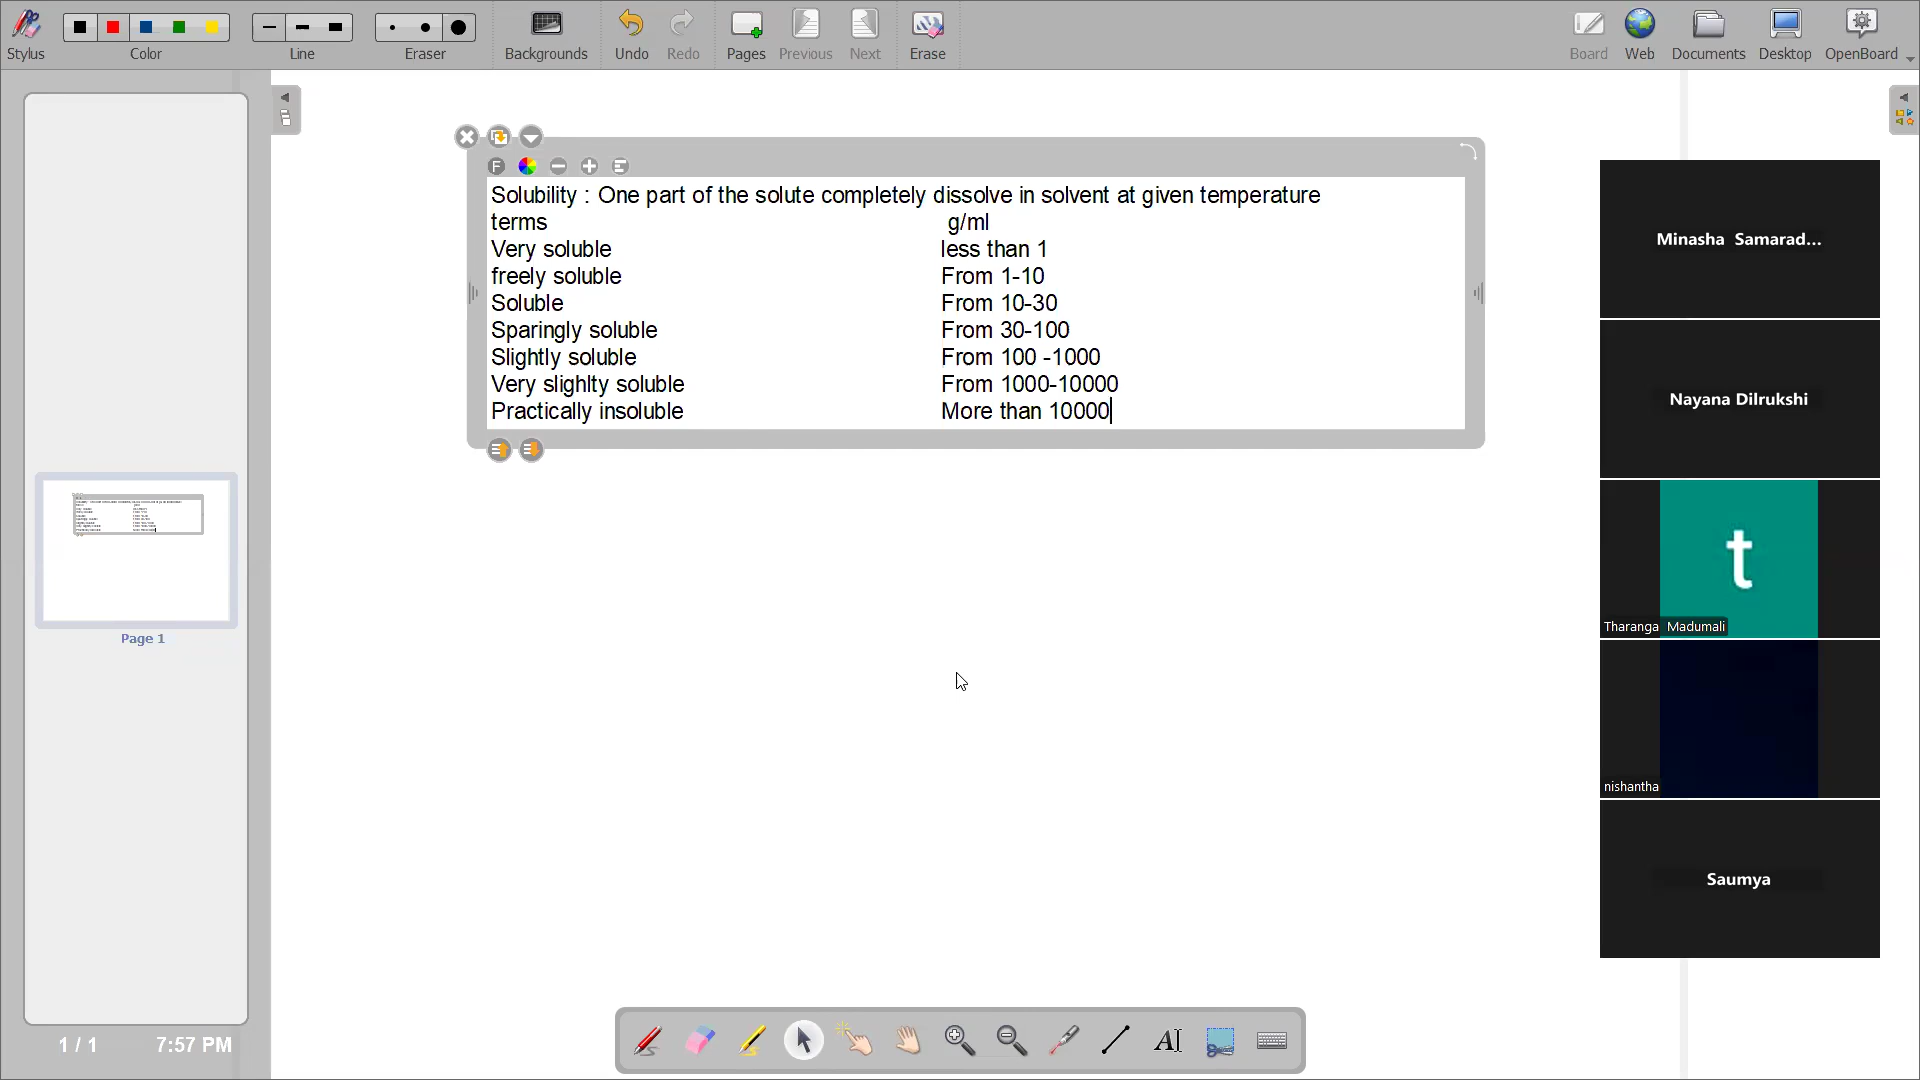 Stylus
Color
Line
Eraser
Backgrounds
Undo
Redo
Pages
Previous
Next
Erase
Board
Web
Documents
Desktop
OpenBoard
F
Solubility : One part of the solute completely dissolve in solvent at given temperature
terms g/ml
Very soluble less than 1
freely soluble From 1-10
Soluble From 10-30
Sparingly soluble From 30-100
Slightly soluble From 100 -1000
Very slighlty soluble From 1000-10000
Practically insoluble More than 10000
Page 1
1 / 1 7:57 PM
Minasha Samarad...
Nayana Dilrukshi
t
Tharanga Madumali
nishantha
Saumya